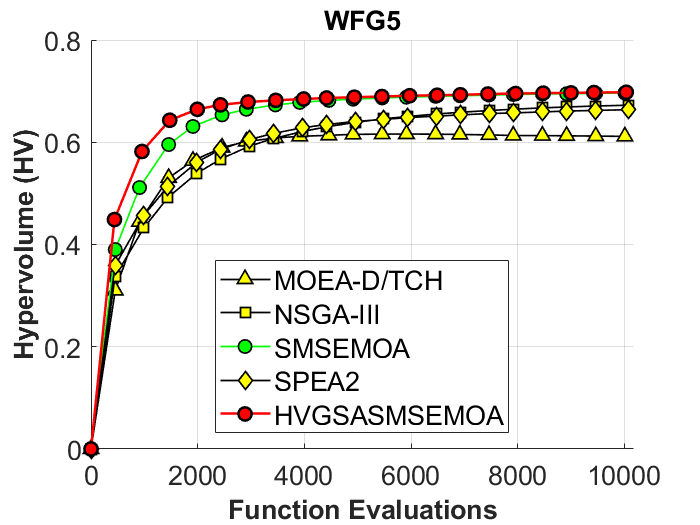 WFG5
Hypervolume (HV)
0.8
0.6
0.4
0.2
0
MOEA-D/TCH
NSGA-III
SMSEMOA
SPEA2
HVGSASMSEMOA
0 2000 4000 6000 8000 10000
Function Evaluations